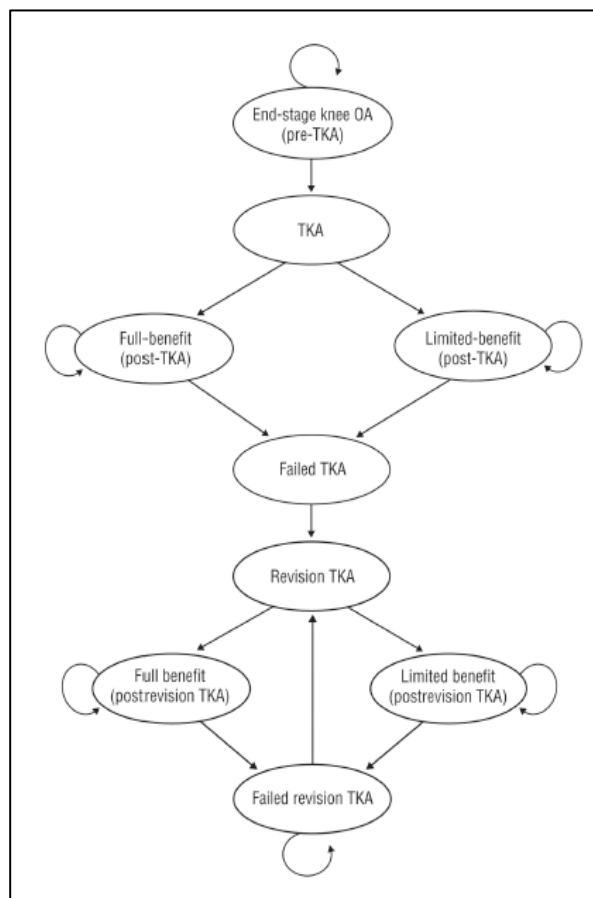 End-stage knee OA
(pre-TKA)
TKA
Full-benefit
(post-TKA)
Limited-benefit
(post-TKA)
Failed TKA
Revision TKA
Full benefit
(postrevision TKA)
Limited benefit
(postrevision TKA)
Failed revision TKA